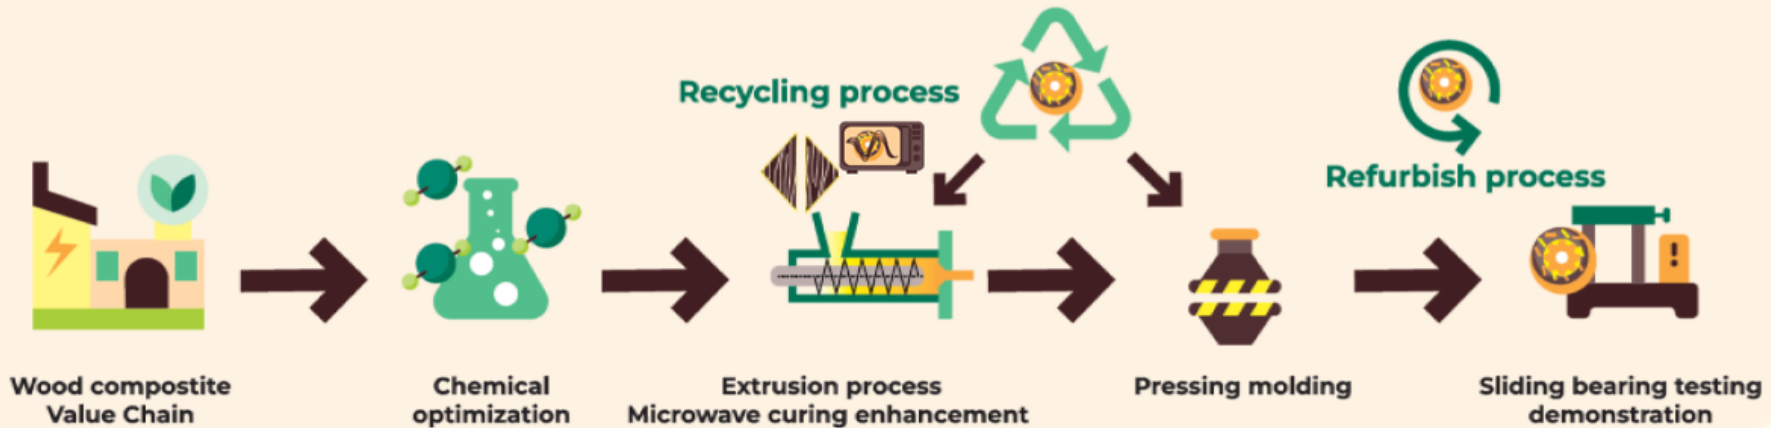 Recycling process
Refurbish process
Wood compostite
Value Chain
Chemical
optimization
Extrusion process
Microwave curing enhancement
Pressing molding
Sliding bearing testing
demonstration